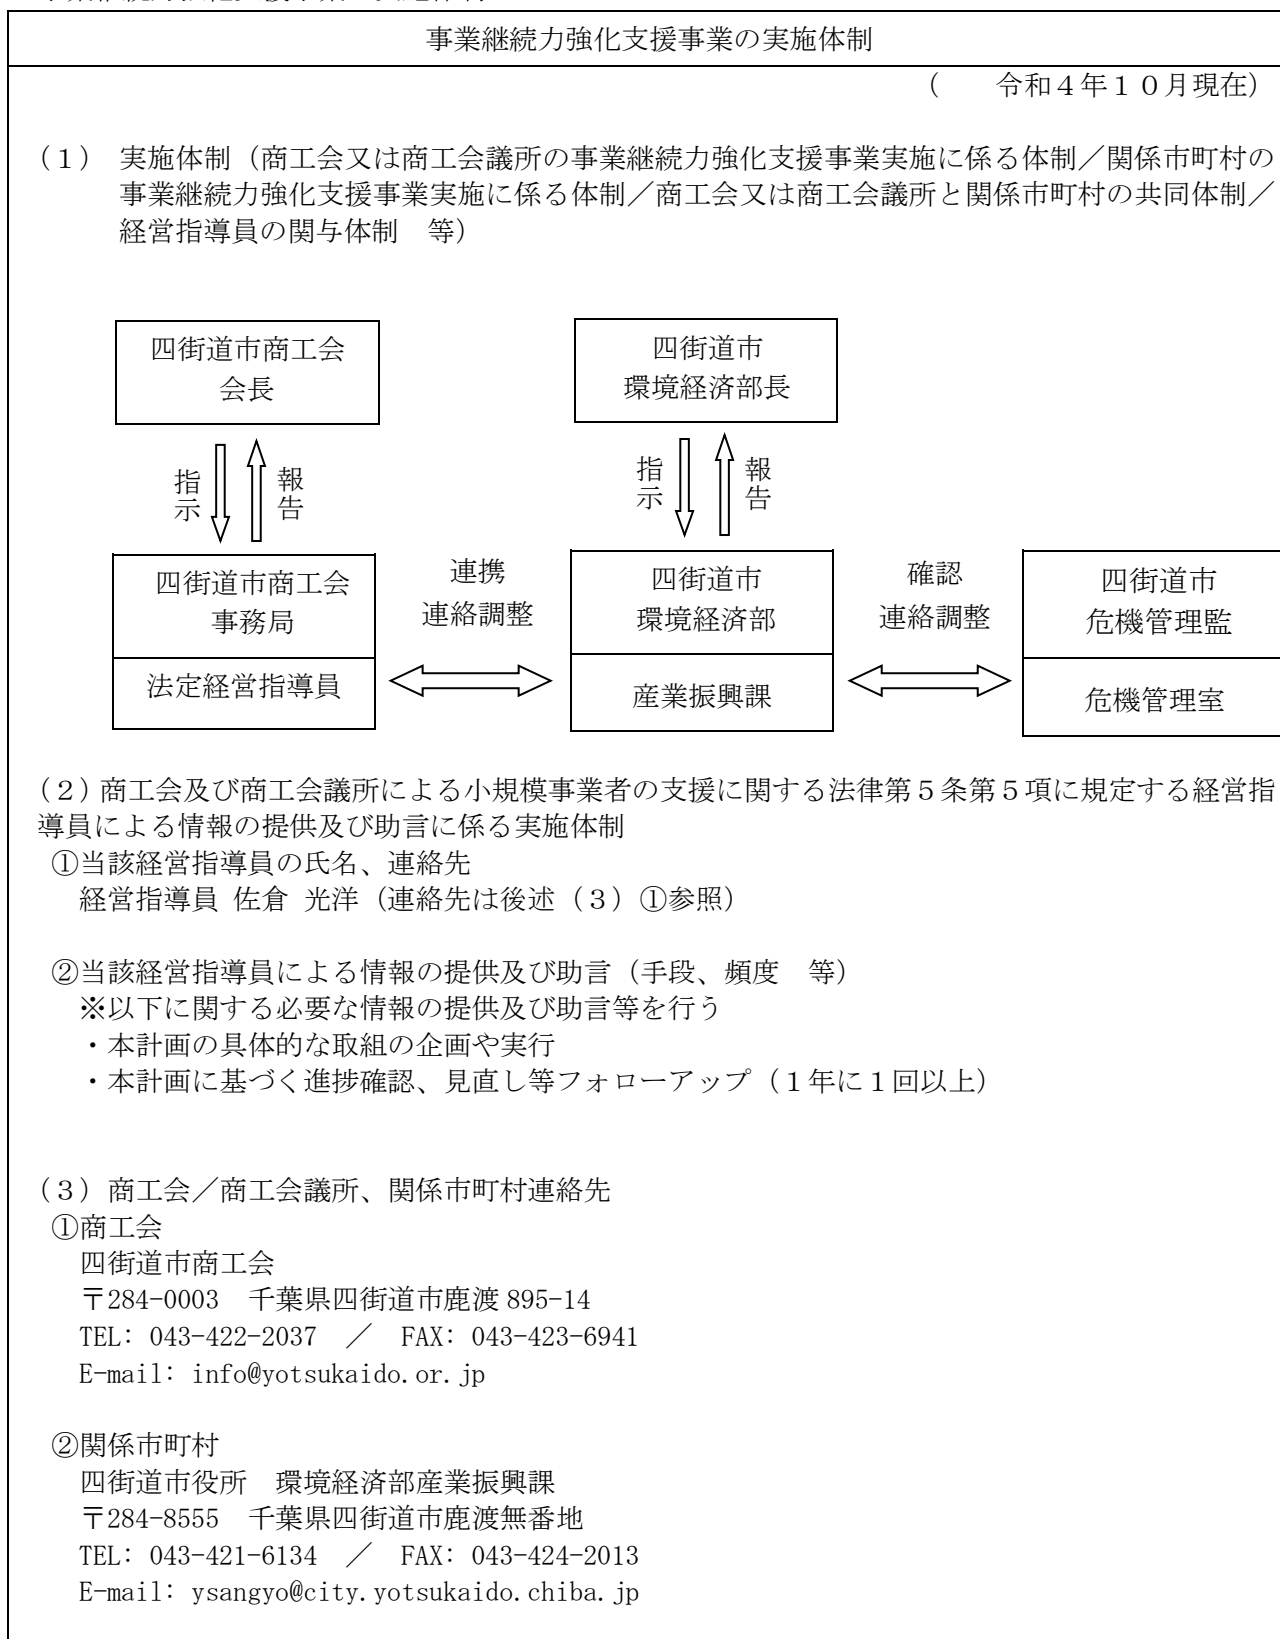 事業継続力強化支援事業の実施体制
(　　令和４年１０月現在)
(１)　実施体制（商工会又は商工会議所の事業継続力強化支援事業実施に係る体制／関係市町村の
事業継続力強化支援事業実施に係る体制／商工会又は商工会議所と関係市町村の共同体制／
経営指導員の関与体制　等）
四街道市商工会
会長
四街道市
環境経済部長
指示
報告
指示
報告
四街道市商工会
事務局
法定経営指導員
連携
連絡調整
四街道市
環境経済部
産業振興課
確認
連絡調整
四街道市
危機管理監
危機管理室
(２)商工会及び商工会議所による小規模事業者の支援に関する法律第５条第５項に規定する経営指
導員による情報の提供及び助言に係る実施体制
①当該経営指導員の氏名、連絡先
経営指導員 佐倉 光洋（連絡先は後述（３）①参照）
②当該経営指導員による情報の提供及び助言（手段、頻度　等）
※以下に関する必要な情報の提供及び助言等を行う
・本計画の具体的な取組の企画や実行
・本計画に基づく進捗確認、見直し等フォローアップ（１年に１回以上）
(３）商工会／商工会議所、関係市町村連絡先
①商工会
四街道市商工会
〒284-0003　千葉県四街道市鹿渡 895-14
TEL: 043-422-2037　／　FAX: 043-423-6941
E-mail: info@yotsukaido.or.jp
②関係市町村
四街道市役所　環境経済部産業振興課
〒284-8555　千葉県四街道市鹿渡無番地
TEL: 043-421-6134　／　FAX: 043-424-2013
E-mail: ysangyo@city.yotsukaido.chiba.jp